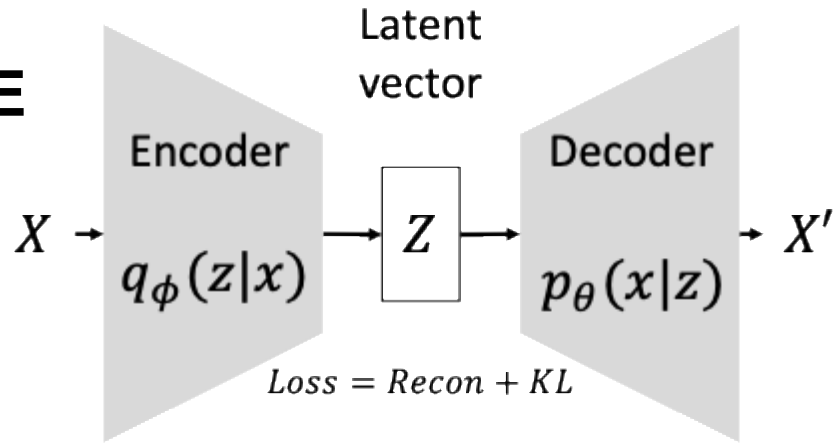 E
Latent
vector
Encoder
Decoder
X
Z
X′
qϕ(z|x)
pθ(x|z)
Loss = Recon + KL